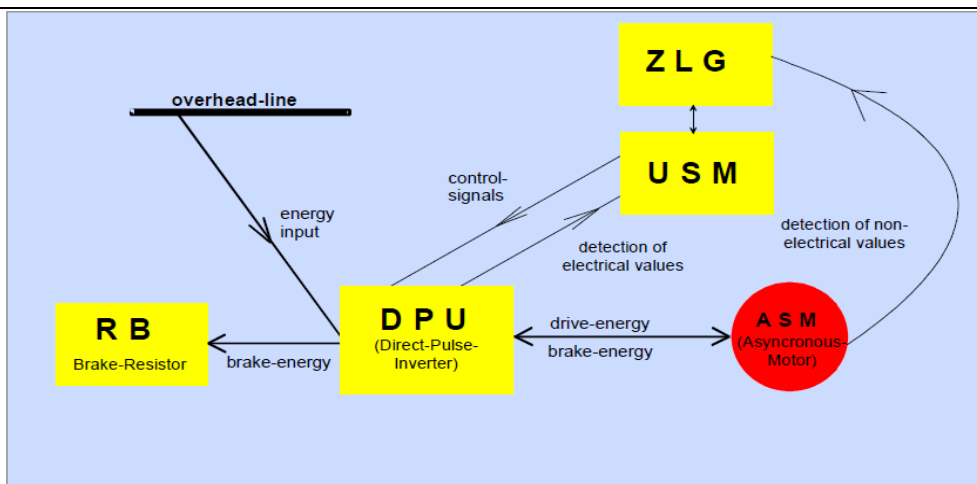 Z L G
overhead-line
U S M
control-
signals
energy
input
detection of non-
electrical values
detection of
electrical values
R B
Brake-Resistor
brake-energy
D P U
(Direct-Pulse-
Inverter)
drive-energy
brake-energy
A S M
(Asyncronous-
Motor)